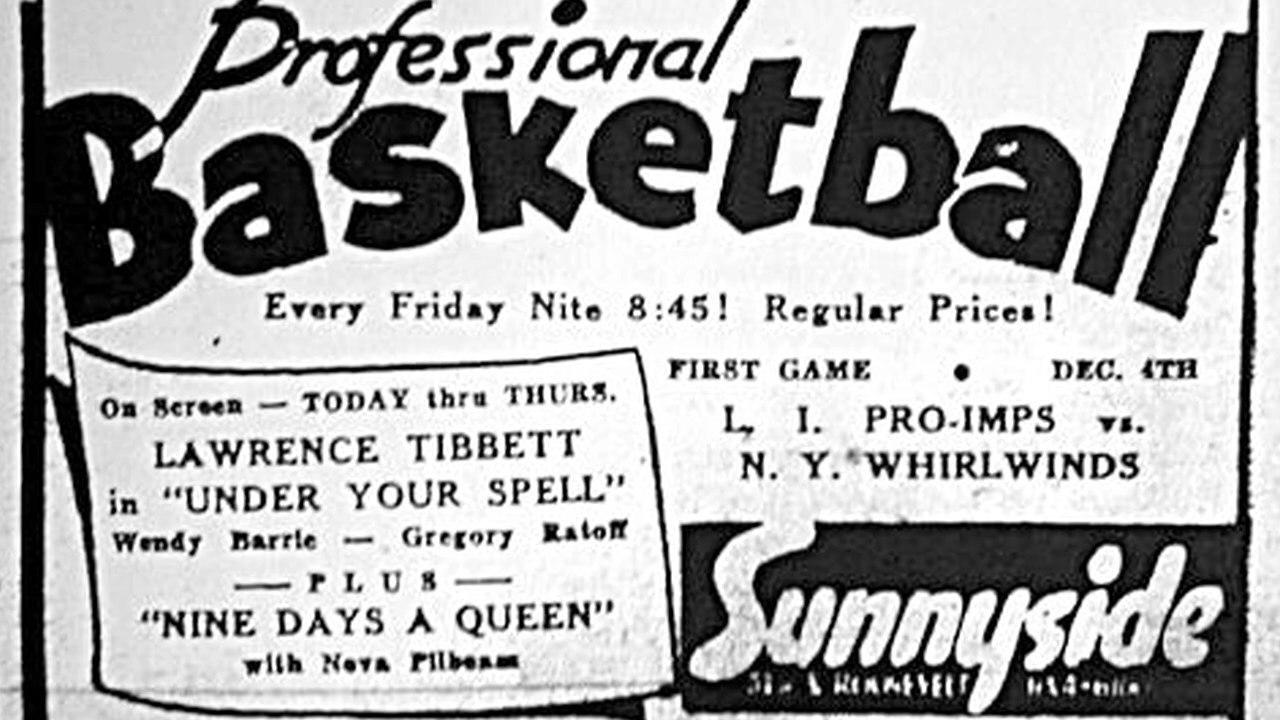 Professional
Basketball
Every Friday Nite 8:45! Regular Prices!
On Screen — TODAY thru THURS.
LAWRENCE TIBBETT
in "UNDER YOUR SPELL"
Wendy Barrie — Gregory Ratoff
— PLUS —
"NINE DAYS A QUEEN"
with Nova Pilbeam
FIRST GAME • DEC. 4TH
L. I. PRO-IMPS vs.
N. Y. WHIRLWINDS
Sunnyside
ROOSEVELT